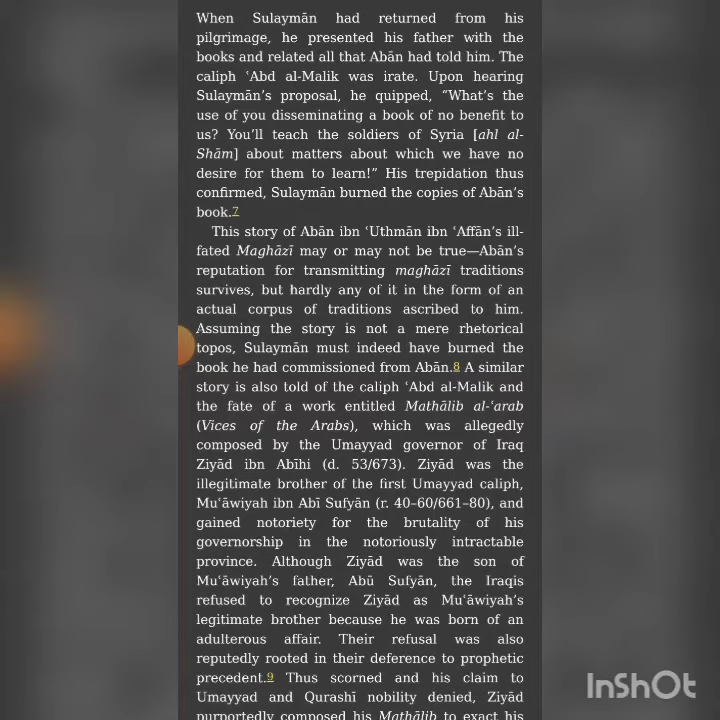 When Sulaymān had returned from his
pilgrimage, he presented his father with the
books and related all that Abān had told him. The
caliph ʿAbd al-Malik was irate. Upon hearing
Sulaymān’s proposal, he quipped, “What’s the
use of you disseminating a book of no benefit to
us? You’ll teach the soldiers of Syria [ahl al-
Shām] about matters about which we have no
desire for them to learn!” His trepidation thus
confirmed, Sulaymān burned the copies of Abān’s
book.7
This story of Abān ibn ʿUthmān ibn ʿAffān’s ill-
fated Maghāzī may or may not be true—Abān’s
reputation for transmitting maghāzī traditions
survives, but hardly any of it in the form of an
actual corpus of traditions ascribed to him.
Assuming the story is not a mere rhetorical
topos, Sulaymān must indeed have burned the
book he had commissioned from Abān.8 A similar
story is also told of the caliph ʿAbd al-Malik and
the fate of a work entitled Mathālib al-ʿarab
(Vices of the Arabs), which was allegedly
composed by the Umayyad governor of Iraq
Ziyād ibn Abīhi (d. 53/673). Ziyād was the
illegitimate brother of the first Umayyad caliph,
Muʿāwiyah ibn Abī Sufyān (r. 40–60/661–80), and
gained notoriety for the brutality of his
governorship in the notoriously intractable
province. Although Ziyād was the son of
Muʿāwiyah’s father, Abū Sufyān, the Iraqis
refused to recognize Ziyād as Muʿāwiyah’s
legitimate brother because he was born of an
adulterous affair. Their refusal was also
reputedly rooted in their deference to prophetic
precedent.9 Thus scorned and his claim to
Umayyad and Qurashī nobility denied, Ziyād
purportedly composed his Mathālib to exact his
InShOt